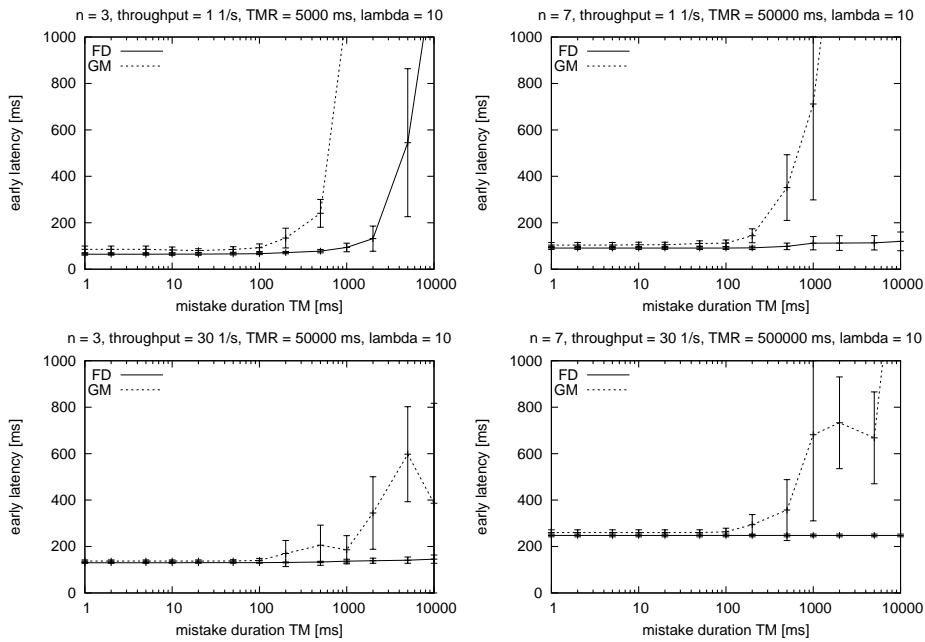 n = 3, throughput = 1 1/s, TMR = 5000 ms, lambda = 10
early latency [ms]
1000
800
600
400
200
0
FD
GM
1 10 100 1000 10000
mistake duration TM [ms]
n = 7, throughput = 1 1/s, TMR = 50000 ms, lambda = 10
early latency [ms]
1000
800
600
400
200
0
FD
GM
1 10 100 1000 10000
mistake duration TM [ms]
n = 3, throughput = 30 1/s, TMR = 50000 ms, lambda = 10
early latency [ms]
1000
800
600
400
200
0
FD
GM
1 10 100 1000 10000
mistake duration TM [ms]
n = 7, throughput = 30 1/s, TMR = 500000 ms, lambda = 10
early latency [ms]
1000
800
600
400
200
0
FD
GM
1 10 100 1000 10000
mistake duration TM [ms]